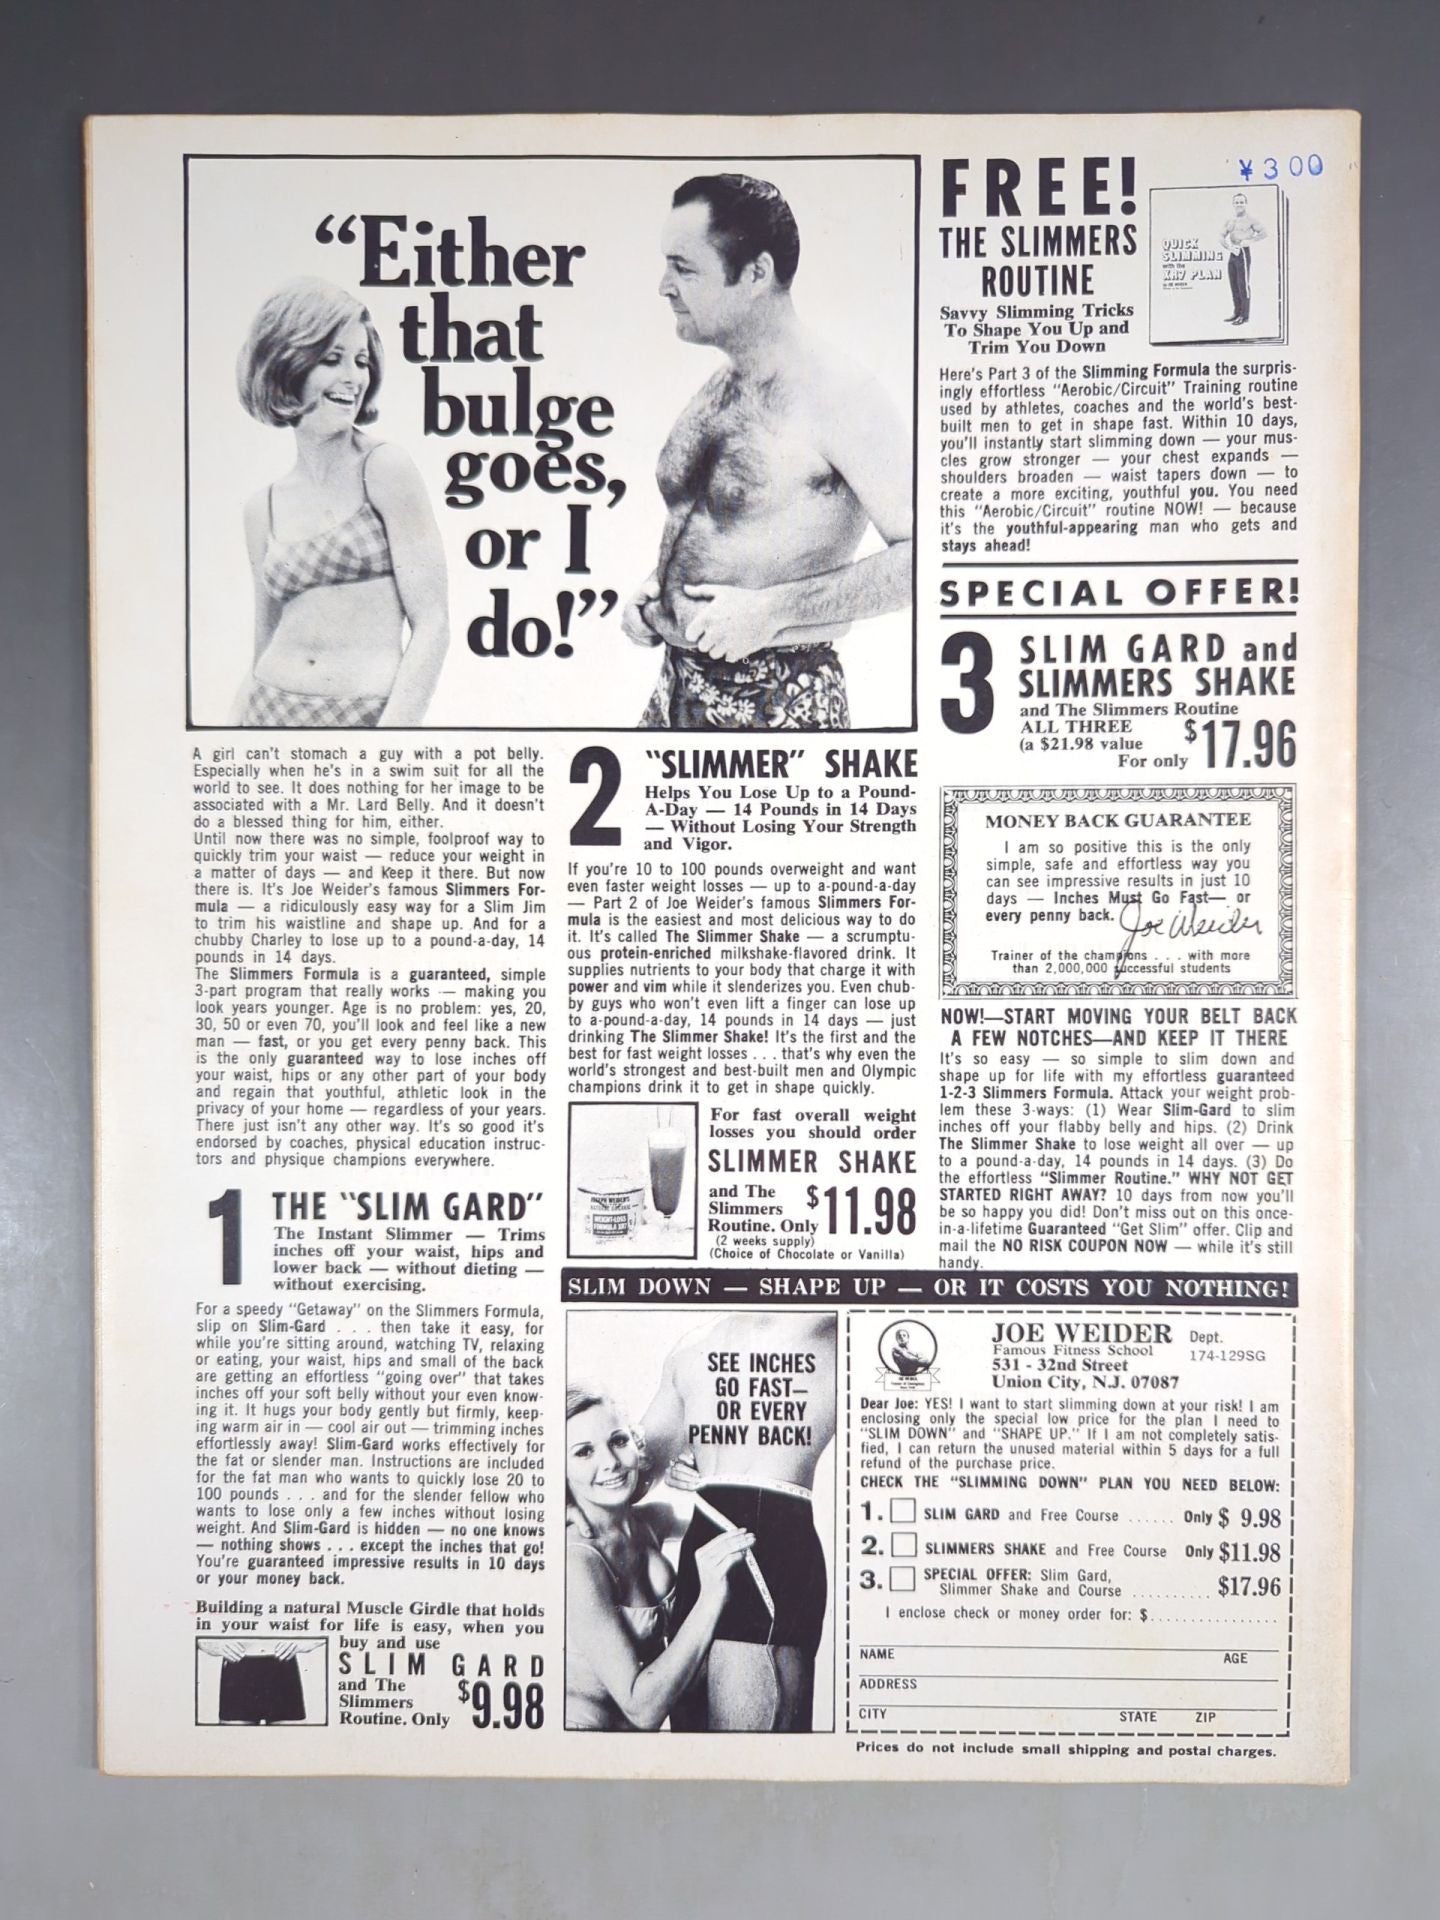 ¥300
"Either
that
bulge
goes,
or I
do!"
A girl can't stomach a guy with a pot belly.
Especially when he's in a swim suit for all the
world to see. It does nothing for her image to be
associated with a Mr. Lard Belly. And it doesn't
do a blessed thing for him, either.
Until now there was no simple, foolproof way to
quickly trim your waist — reduce your weight in
a matter of days — and Keep it there. But now
there is. It's Joe Weider's famous Slimmers For-
mula — a ridiculously easy way for a Slim Jim
to trim his waistline and shape up. And for a
chubby Charley to lose up to a pound-a-day, 14
pounds in 14 days.
The Slimmers Formula is a guaranteed, simple
3-part program that really works — making you
look years younger. Age is no problem: yes, 20,
30, 50 or even 70, you'll look and feel like a new
man — fast, or you get every penny back. This
is the only guaranteed way to lose inches off
your waist, hips or any other part of your body
and regain that youthful, athletic look in the
privacy of your home — regardless of your years.
There just isn't any other way. It's so good it's
endorsed by coaches, physical education instruc-
tors and physique champions everywhere.
1 THE "SLIM GARD"
The Instant Slimmer — Trims
inches off your waist, hips and
lower back — without dieting —
without exercising.
For a speedy "Getaway" on the Slimmers Formula,
slip on Slim-Gard . . . then take it easy, for
while you're sitting around, watching TV, relaxing
or eating, your waist, hips and small of the back
are getting an effortless "going over" that takes
inches off your soft belly without your even know-
ing it. It hugs your body gently but firmly, keep-
ing warm air in — cool air out — trimming inches
effortlessly away! Slim-Gard works effectively for
the fat or slender man. Instructions are included
for the fat man who wants to quickly lose 20 to
100 pounds . . . and for the slender fellow who
wants to lose only a few inches without losing
weight. And Slim-Gard is hidden — no one knows
— nothing shows . . . except the inches that go!
You're guaranteed impressive results in 10 days
or your money back.
Building a natural Muscle Girdle that holds
in your waist for life is easy, when you
buy and use
SLIM GARD
and The
Slimmers
Routine. Only $9.98
2 "SLIMMER" SHAKE
Helps You Lose Up to a Pound-
A-Day — 14 Pounds in 14 Days
— Without Losing Your Strength
and Vigor.
If you're 10 to 100 pounds overweight and want
even faster weight losses — up to a-pound-a-day
— Part 2 of Joe Weider's famous Slimmers For-
mula is the easiest and most delicious way to do
it. It's called The Slimmer Shake — a scrumptu-
ous protein-enriched milkshake-flavored drink. It
supplies nutrients to your body that charge it with
power and vim while it slenderizes you. Even chub-
by guys who won't even lift a finger can lose up
to a-pound-a-day, 14 pounds in 14 days — just
drinking The Slimmer Shake! It's the first and the
best for fast weight losses . . . that's why even the
world's strongest and best-built men and Olympic
champions drink it to get in shape quickly.
For fast overall weight
losses you should order
SLIMMER SHAKE
and The
Slimmers
Routine. Only $11.98
(2 weeks supply)
(Choice of Chocolate or Vanilla)
FREE!
THE SLIMMERS
ROUTINE
Savvy Slimming Tricks
To Shape You Up and
Trim You Down
QUICK
SLIMMING
with the
XR7 PLAN
Here's Part 3 of the Slimming Formula the surpris-
ingly effortless "Aerobic/Circuit" Training routine
used by athletes, coaches and the world's best-
built men to get in shape fast. Within 10 days,
you'll instantly start slimming down — your mus-
cles grow stronger — your chest expands —
shoulders broaden — waist tapers down — to
create a more exciting, youthful you. You need
this "Aerobic/Circuit" routine NOW! — because
it's the youthful-appearing man who gets and
stays ahead!
SPECIAL OFFER!
3 SLIM GARD and
SLIMMERS SHAKE
and The Slimmers Routine
ALL THREE
(a $21.98 value
For only $17.96
MONEY BACK GUARANTEE
I am so positive this is the only
simple, safe and effortless way you
can see impressive results in just 10
days — Inches Must Go Fast— or
every penny back. Joe Weider
Trainer of the champions . . . with more
than 2,000,000 successful students
NOW!—START MOVING YOUR BELT BACK
A FEW NOTCHES—AND KEEP IT THERE
It's so easy — so simple to slim down and
shape up for life with my effortless guaranteed
1-2-3 Slimmers Formula. Attack your weight prob-
lem these 3-ways: (1) Wear Slim-Gard to slim
inches off your flabby belly and hips. (2) Drink
The Slimmer Shake to lose weight all over — up
to a pound-a-day, 14 pounds in 14 days. (3) Do
the effortless "Slimmer Routine." WHY NOT GET
STARTED RIGHT AWAY? 10 days from now you'll
be so happy you did! Don't miss out on this once-
in-a-lifetime Guaranteed "Get Slim" offer. Clip and
mail the NO RISK COUPON NOW — while it's still
handy.
SLIM DOWN — SHAPE UP — OR IT COSTS YOU NOTHING!
SEE INCHES
GO FAST—
OR EVERY
PENNY BACK!
JOE WEIDER Dept.
Famous Fitness School 174-129SG
531 - 32nd Street
Union City, N.J. 07087
Dear Joe: YES! I want to start slimming down at your risk! I am
enclosing only the special low price for the plan I need to
"SLIM DOWN" and "SHAPE UP." If I am not completely satis-
fied, I can return the unused material within 5 days for a full
refund of the purchase price.
CHECK THE "SLIMMING DOWN" PLAN YOU NEED BELOW:
1. SLIM GARD and Free Course ...... Only $ 9.98
2. SLIMMERS SHAKE and Free Course Only $11.98
3. SPECIAL OFFER: Slim Gard,
Slimmer Shake and Course .......... $17.96
I enclose check or money order for: $................
NAME AGE
ADDRESS
CITY STATE ZIP
Prices do not include small shipping and postal charges.